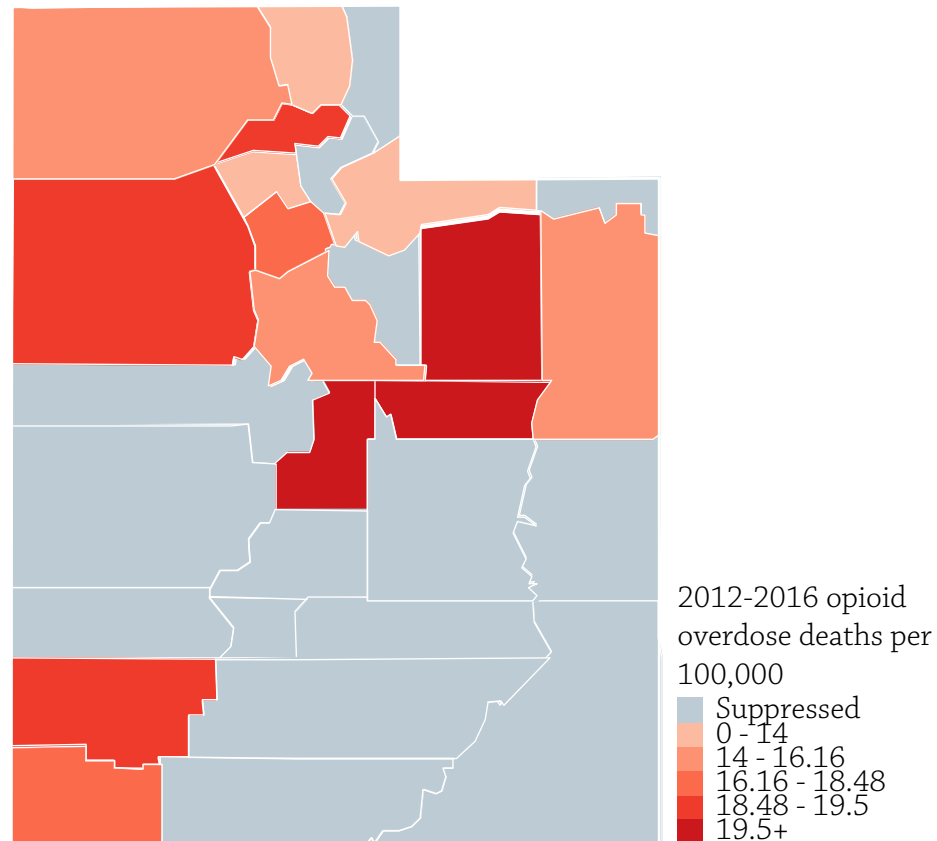 2012-2016 opioid
overdose deaths per
100,000
Suppressed
0 - 14
14 - 16.16
16.16 - 18.48
18.48 - 19.5
19.5+